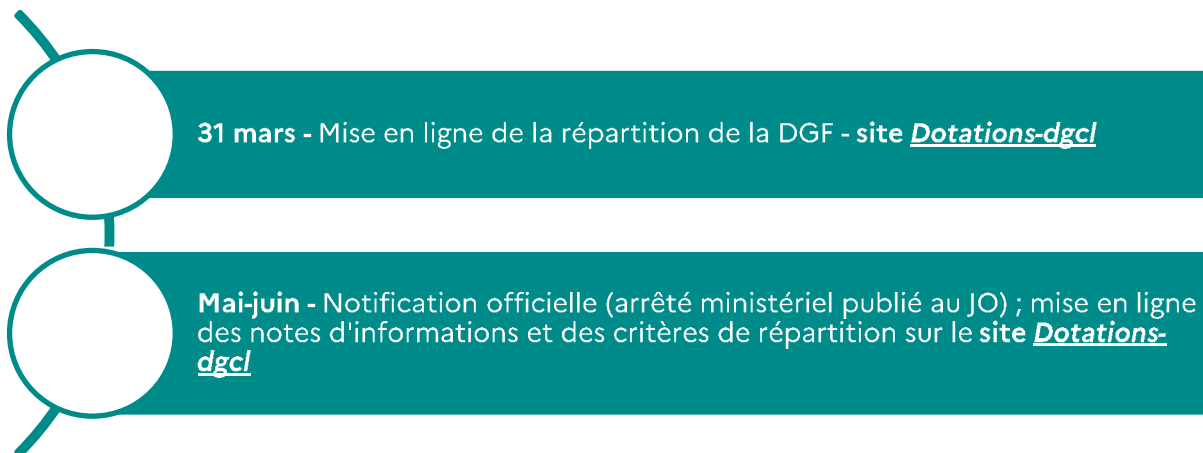 31 mars - Mise en ligne de la répartition de la DGF - site Dotations-dgcl
Mai-juin - Notification officielle (arrêté ministériel publié au JO) ; mise en ligne
des notes d'informations et des critères de répartition sur le site Dotations-
dgcl